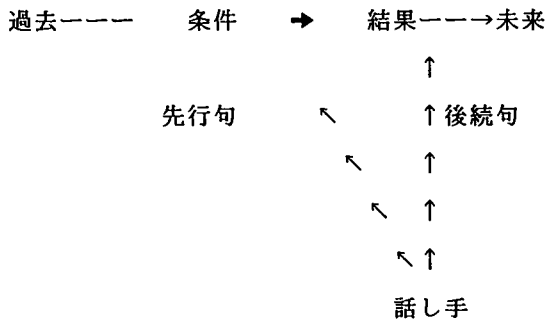 過去ーーー 条件 ➡ 結果ーー→未来
↑
先行句 ↖ ↑後続句
↖ ↑
↖ ↑
↖↑
話し手